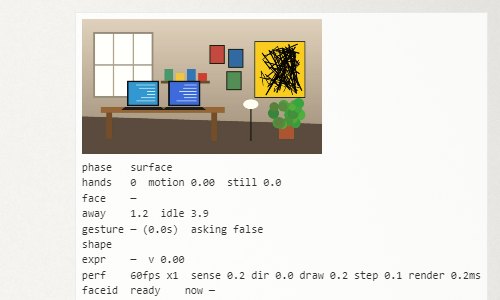 phase surface
hands 0 motion 0.00 still 0.0
face —
away 1.2 idle 3.9
gesture — (0.0s) asking false
shape
expr — v 0.00
perf 60fps x1 sense 0.2 dir 0.0 draw 0.2 step 0.1 render 0.2ms
faceid ready now —